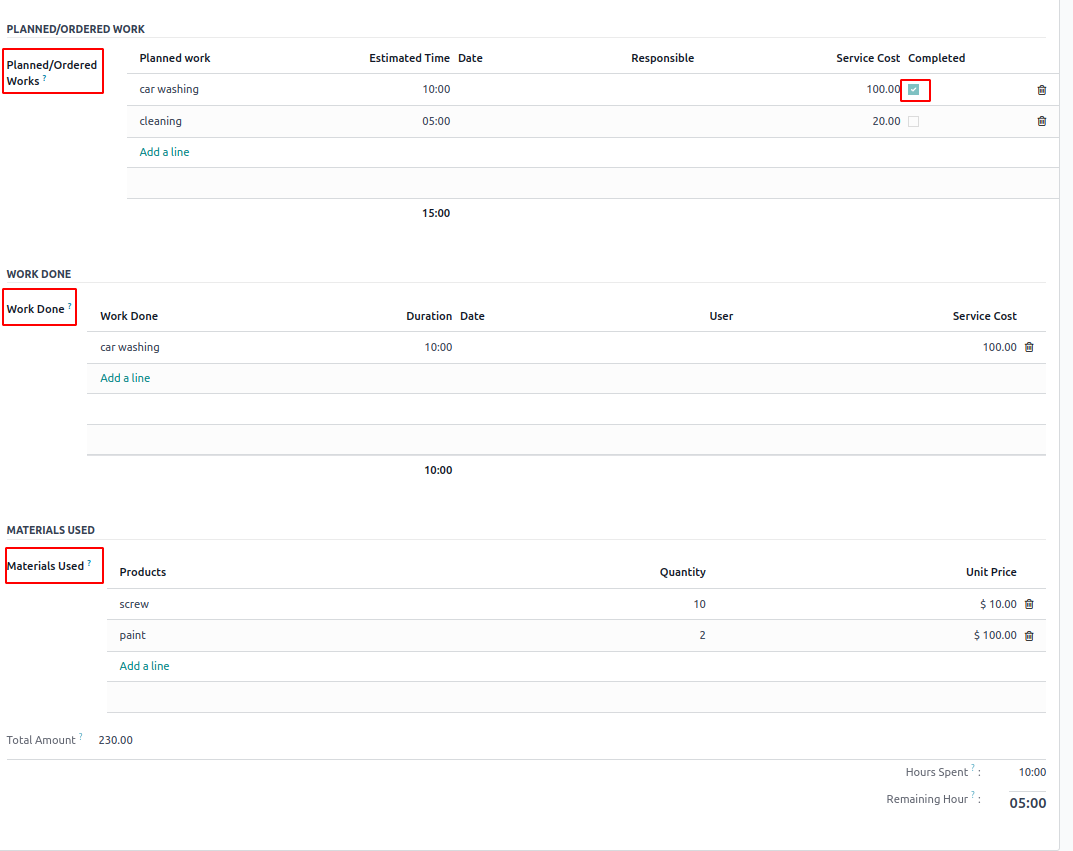 PLANNED/ORDERED WORK
Planned/Ordered Works ?
Planned work Estimated Time Date Responsible Service Cost Completed
car washing 10:00 100.00
cleaning 05:00 20.00
Add a line
15:00
WORK DONE
Work Done ?
Work Done Duration Date User Service Cost
car washing 10:00 100.00
Add a line
10:00
MATERIALS USED
Materials Used ?
Products Quantity Unit Price
screw 10 $ 10.00
paint 2 $ 100.00
Add a line
Total Amount ? 230.00
Hours Spent ? : 10:00
Remaining Hour ? : 05:00